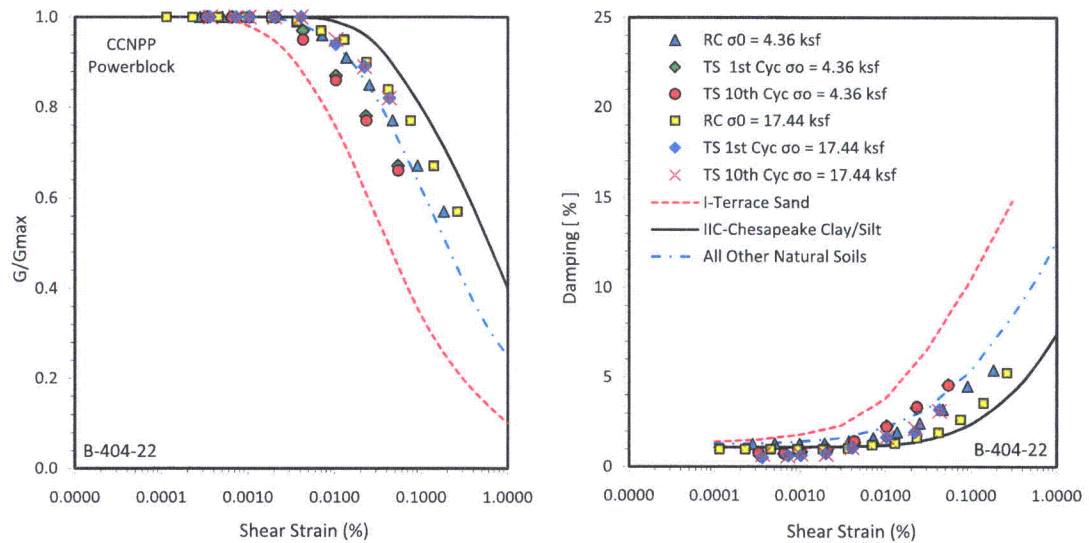 CCNPP
Powerblock
1.0
0.8
0.6
0.4
0.2
0.0
G/Gmax
B-404-22
0.0000 0.0001 0.0010 0.0100 0.1000 1.0000
Shear Strain (%)
25
20
15
10
5
0
Damping [ % ]
RC σ0 = 4.36 ksf
TS 1st Cyc σo = 4.36 ksf
TS 10th Cyc σo = 4.36 ksf
RC σ0 = 17.44 ksf
TS 1st Cyc σo = 17.44 ksf
TS 10th Cyc σo = 17.44 ksf
I-Terrace Sand
IIC-Chesapeake Clay/Silt
All Other Natural Soils
B-404-22
0.0000 0.0001 0.0010 0.0100 0.1000 1.0000
Shear Strain (%)